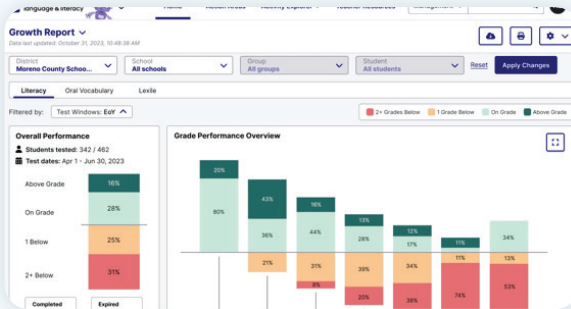 language & literacy
Growth Report
Data last updated: October 31, 2023, 10:48:38 AM
District
Moreno County Schoo...
School
All schools
Group
All groups
Student
All students
Reset
Apply Changes
Literacy
Oral Vocabulary
Lexile
Filtered by:
Test Windows: EoY
2+ Grades Below
1 Grade Below
On Grade
Above Grade
Overall Performance
Students tested: 342 / 462
Test dates: Apr 1 - Jun 30, 2023
Above Grade
16%
On Grade
28%
1 Below
25%
2+ Below
31%
Completed
Expired
Grade Performance Overview
20%
80%
43%
36%
21%
16%
44%
31%
8%
13%
28%
39%
20%
12%
17%
34%
38%
11%
11%
74%
34%
13%
53%